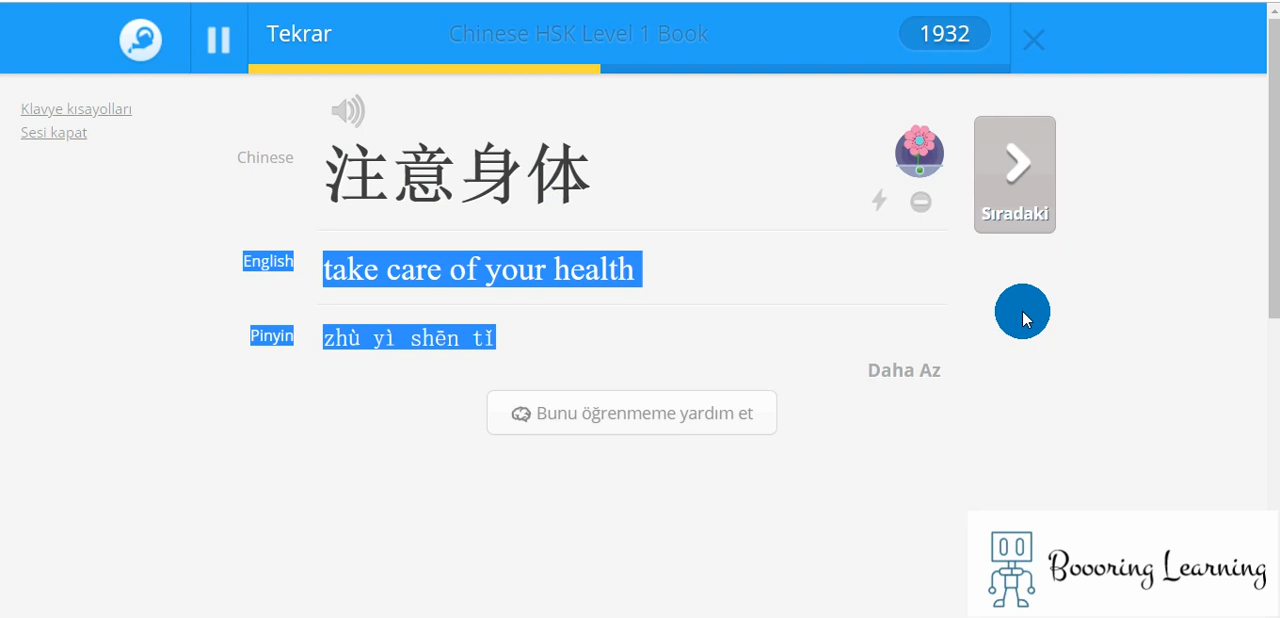 Tekrar
Chinese HSK Level 1 Book
1932
Klavye kısayolları
Sesi kapat
Chinese
注意身体
Sıradaki
English
take care of your health
Pinyin
zhù yì shēn tǐ
Daha Az
Bunu öğrenmeme yardım et
Boooring Learning